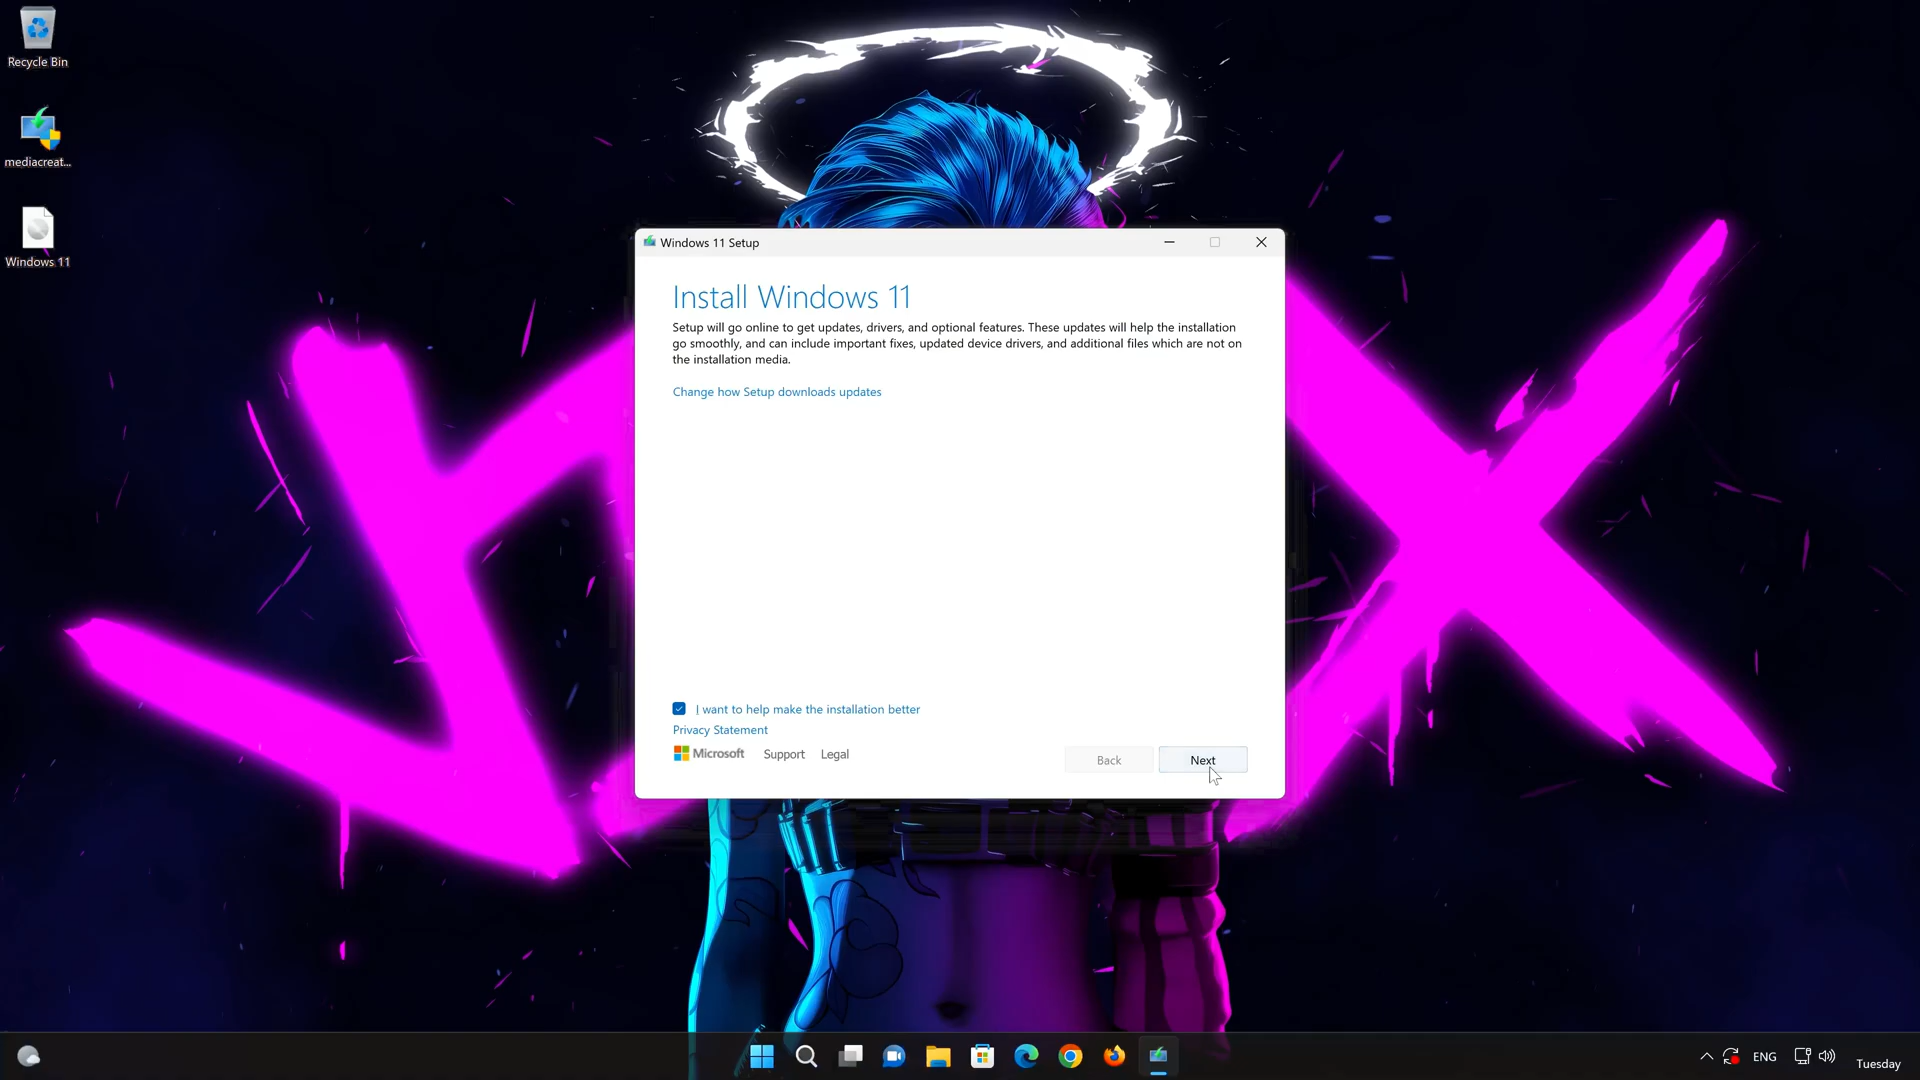 Recycle Bin
mediacreat...
Windows 11
Windows 11 Setup
Install Windows 11
Setup will go online to get updates, drivers, and optional features. These updates will help the installation
go smoothly, and can include important fixes, updated device drivers, and additional files which are not on
the installation media.
Change how Setup downloads updates
I want to help make the installation better
Privacy Statement
Microsoft Support Legal
Back Next
ENG
Tuesday